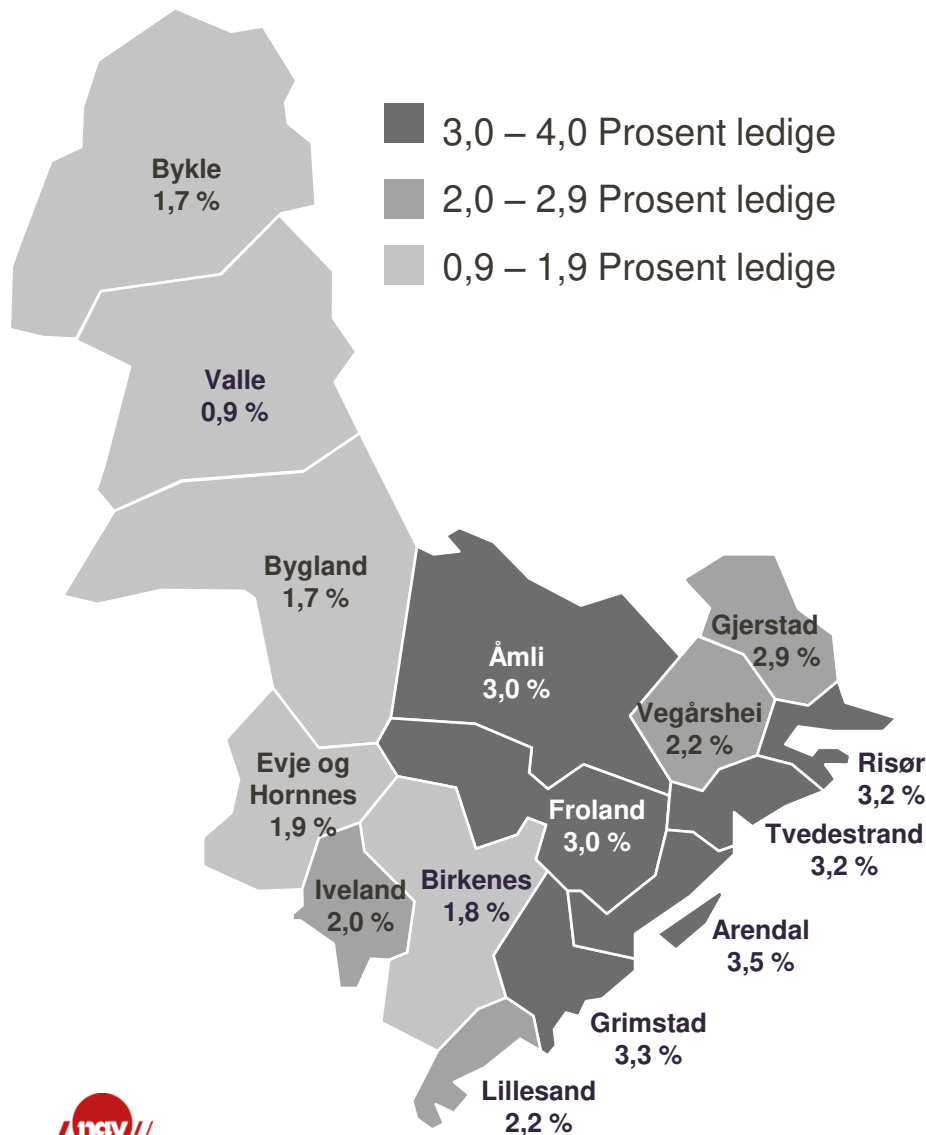 3,0 – 4,0 Prosent ledige
2,0 – 2,9 Prosent ledige
0,9 – 1,9 Prosent ledige
Bykle
1,7 %
Valle
0,9 %
Bygland
1,7 %
Åmli
3,0 %
Gjerstad
2,9 %
Vegårshei
2,2 %
Risør
3,2 %
Evje og
Hornnes
1,9 %
Froland
3,0 %
Tvedestrand
3,2 %
Iveland
2,0 %
Birkenes
1,8 %
Arendal
3,5 %
Grimstad
3,3 %
Lillesand
2,2 %
nav